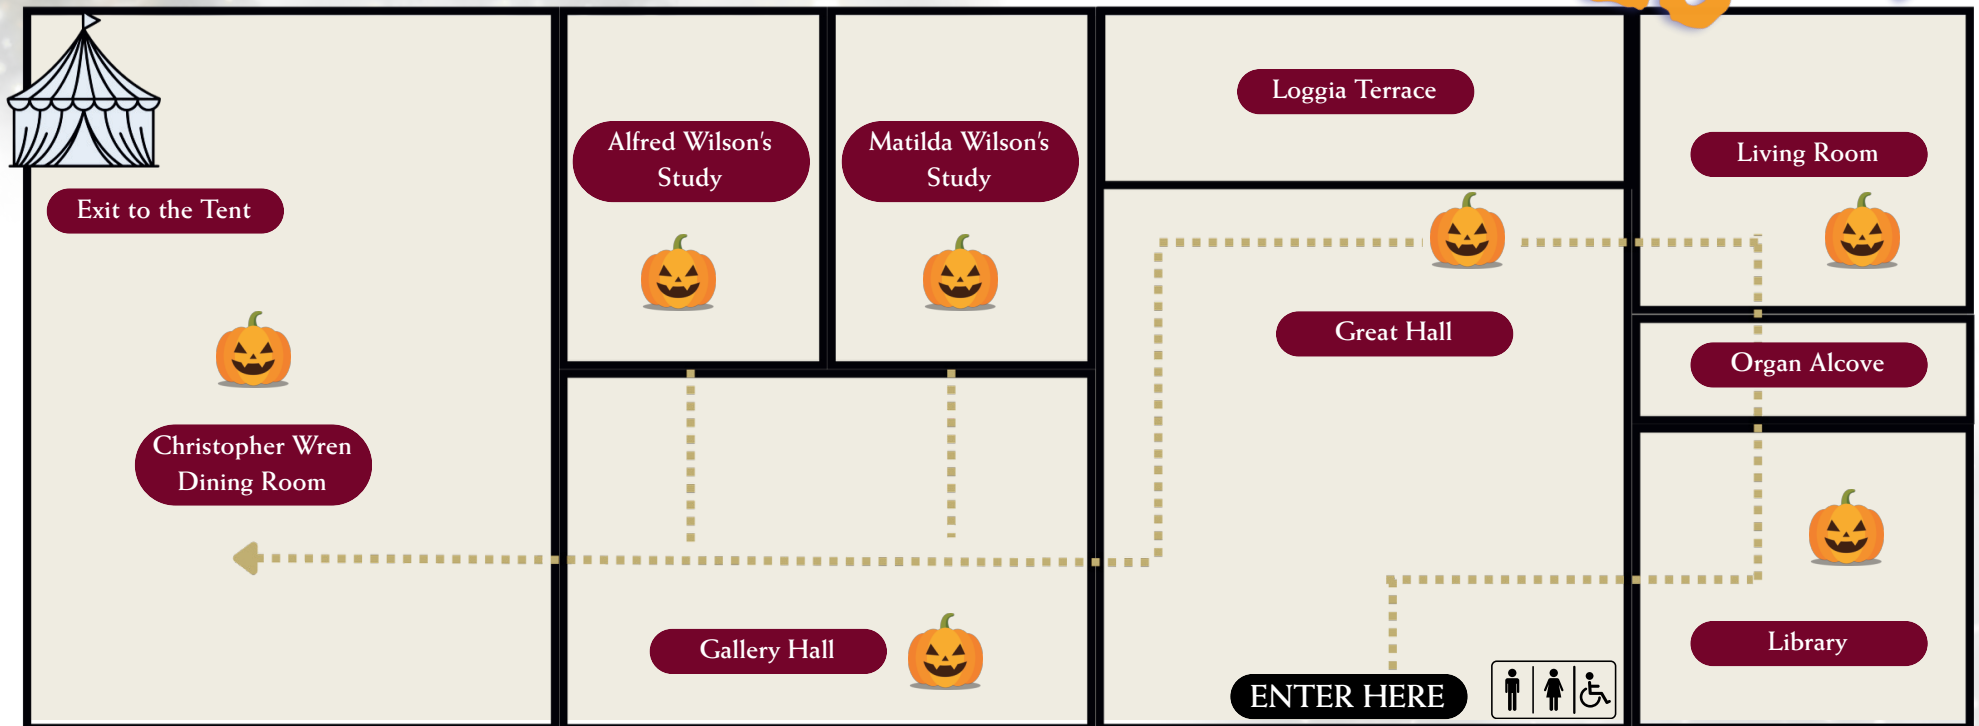 Exit to the Tent
Christopher Wren
Dining Room
Alfred Wilson's
Study
Matilda Wilson's
Study
Gallery Hall
Loggia Terrace
Great Hall
ENTER HERE
Living Room
Organ Alcove
Library